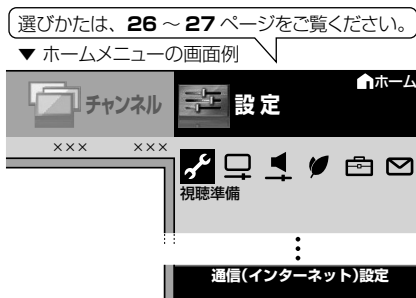 選びかたは、26 ～ 27 ページをご覧ください。
▼ ホームメニューの画面例
ホーム
チャンネル
設定
××× ×××
視聴準備
通信(インターネット)設定